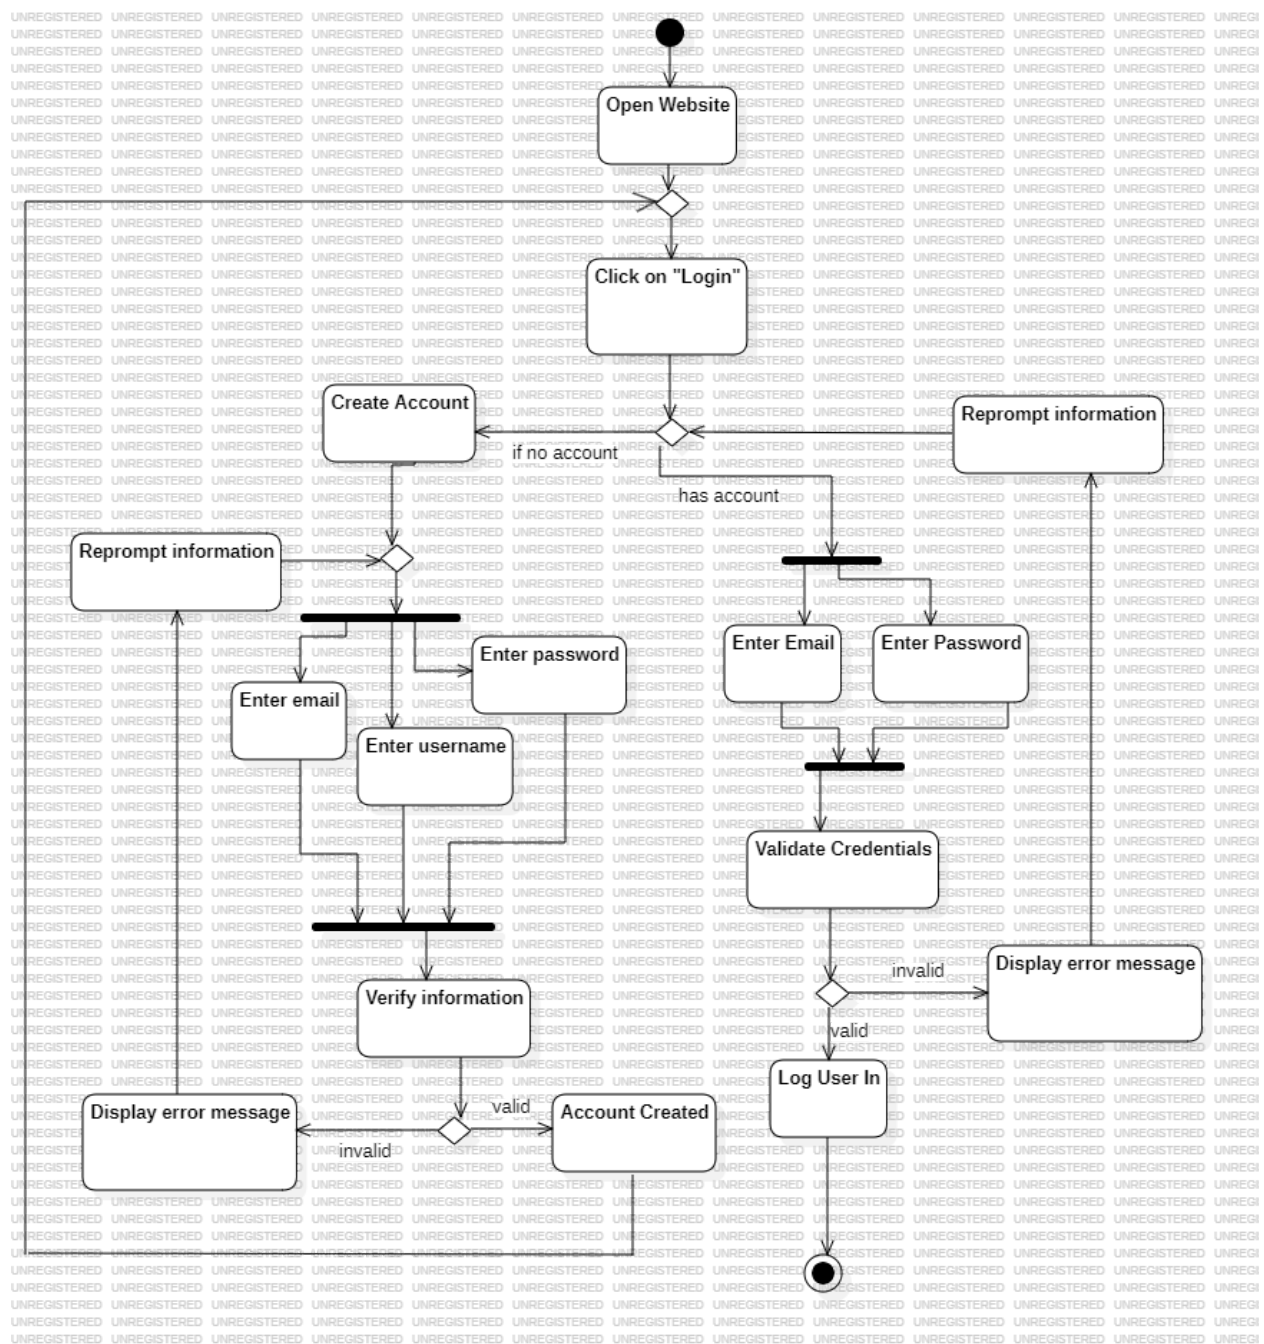 Open Website
Click on "Login"
Create Account
Reprompt information
if no account
has account
Reprompt information
Enter email
Enter username
Enter password
Enter Email
Enter Password
Validate Credentials
invalid
Display error message
valid
Log User In
Verify information
Display error message
invalid
valid
Account Created
UNREGISTERED